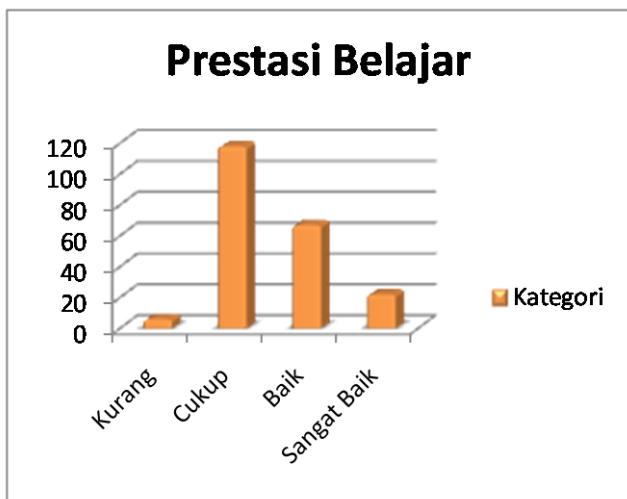 Prestasi Belajar
120
100
80
60
40
20
0
Kurang
Cukup
Baik
Sangat Baik
Kategori